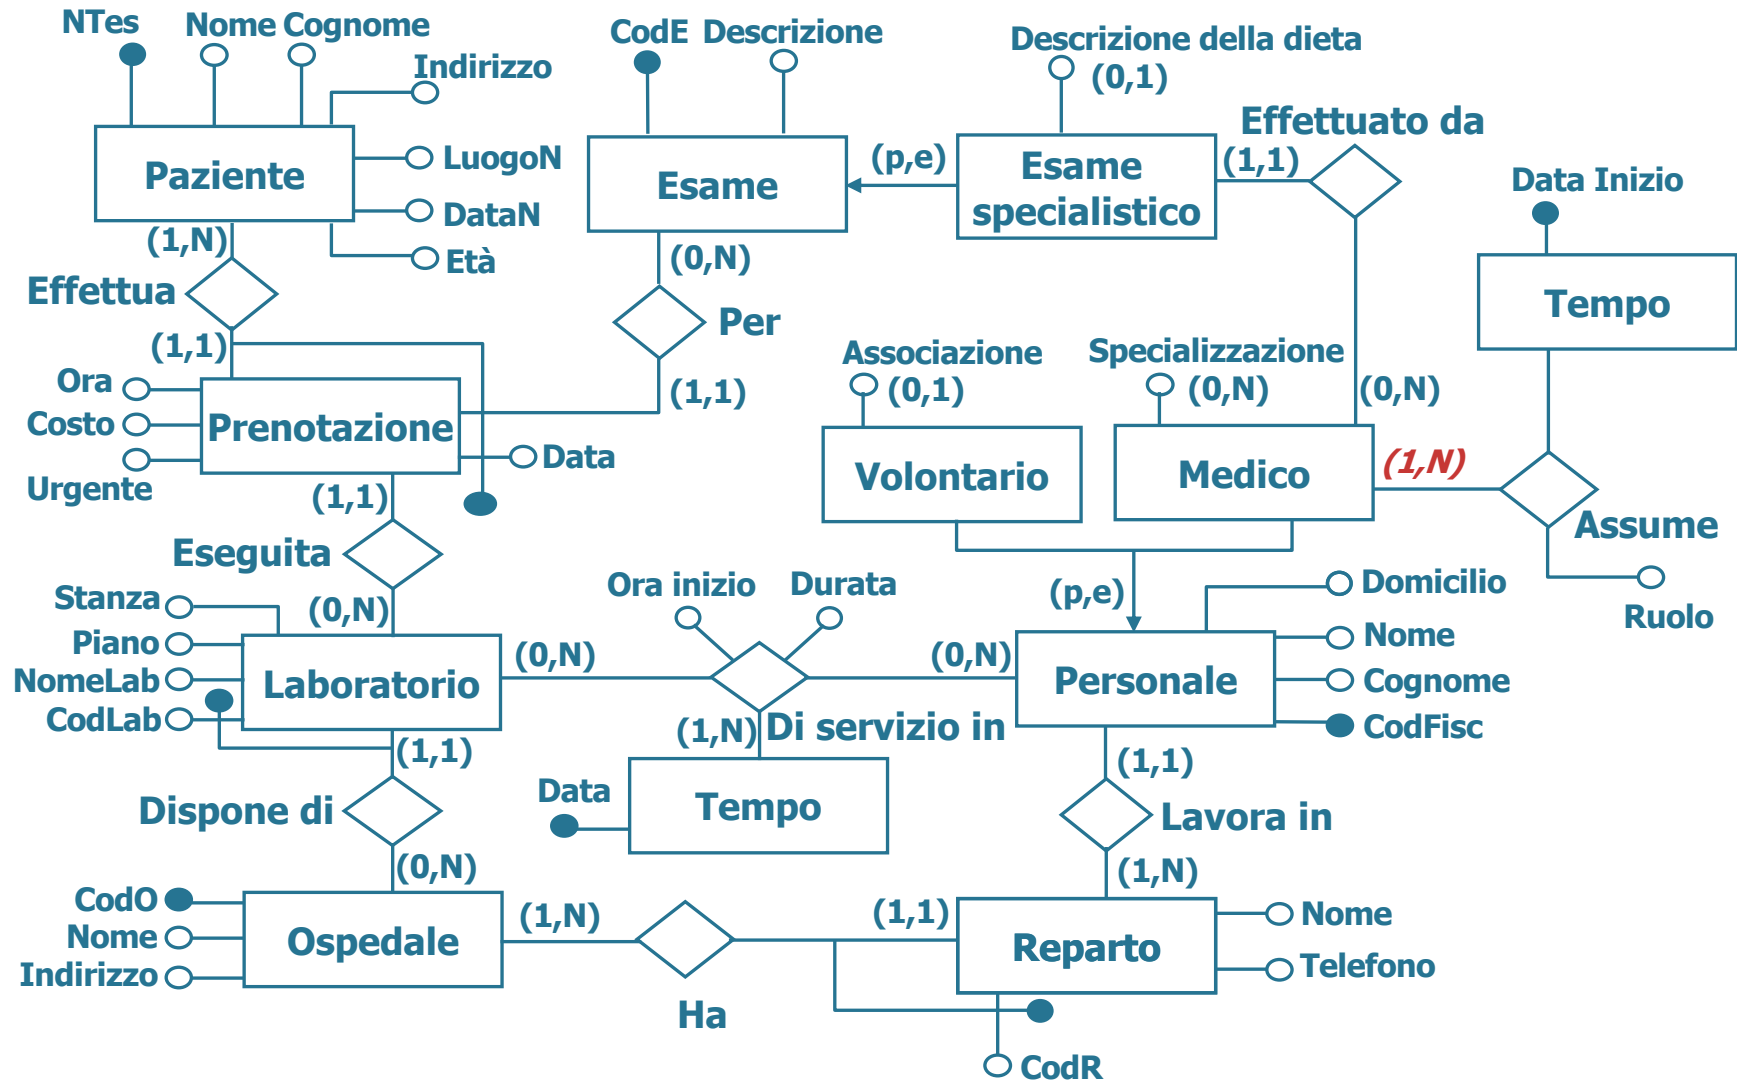 NTes
Nome Cognome
Indirizzo
Paziente
LuogoN
DataN
Età
(1,N)
Effettua
(1,1)
CodE
Descrizione
Esame
(p,e)
(0,N)
Per
(1,1)
Descrizione della dieta
(0,1)
Esame
specialistico
Effettuato da
(1,1)
(0,N)
Data Inizio
Tempo
Ora
Costo
Urgente
Prenotazione
Data
(1,1)
Eseguita
(0,N)
Associazione
(0,1)
Volontario
Specializzazione
(0,N)
Medico
(1,N)
Assume
Ruolo
(p,e)
Stanza
Piano
NomeLab
CodLab
Laboratorio
(0,N)
Ora inizio
Durata
(0,N)
Di servizio in
(1,N)
Data
Tempo
Personale
Domicilio
Nome
Cognome
CodFisc
(1,1)
Dispone di
(0,N)
(1,1)
Lavora in
(1,N)
CodO
Nome
Indirizzo
Ospedale
(1,N)
Ha
(1,1)
Reparto
Nome
Telefono
CodR